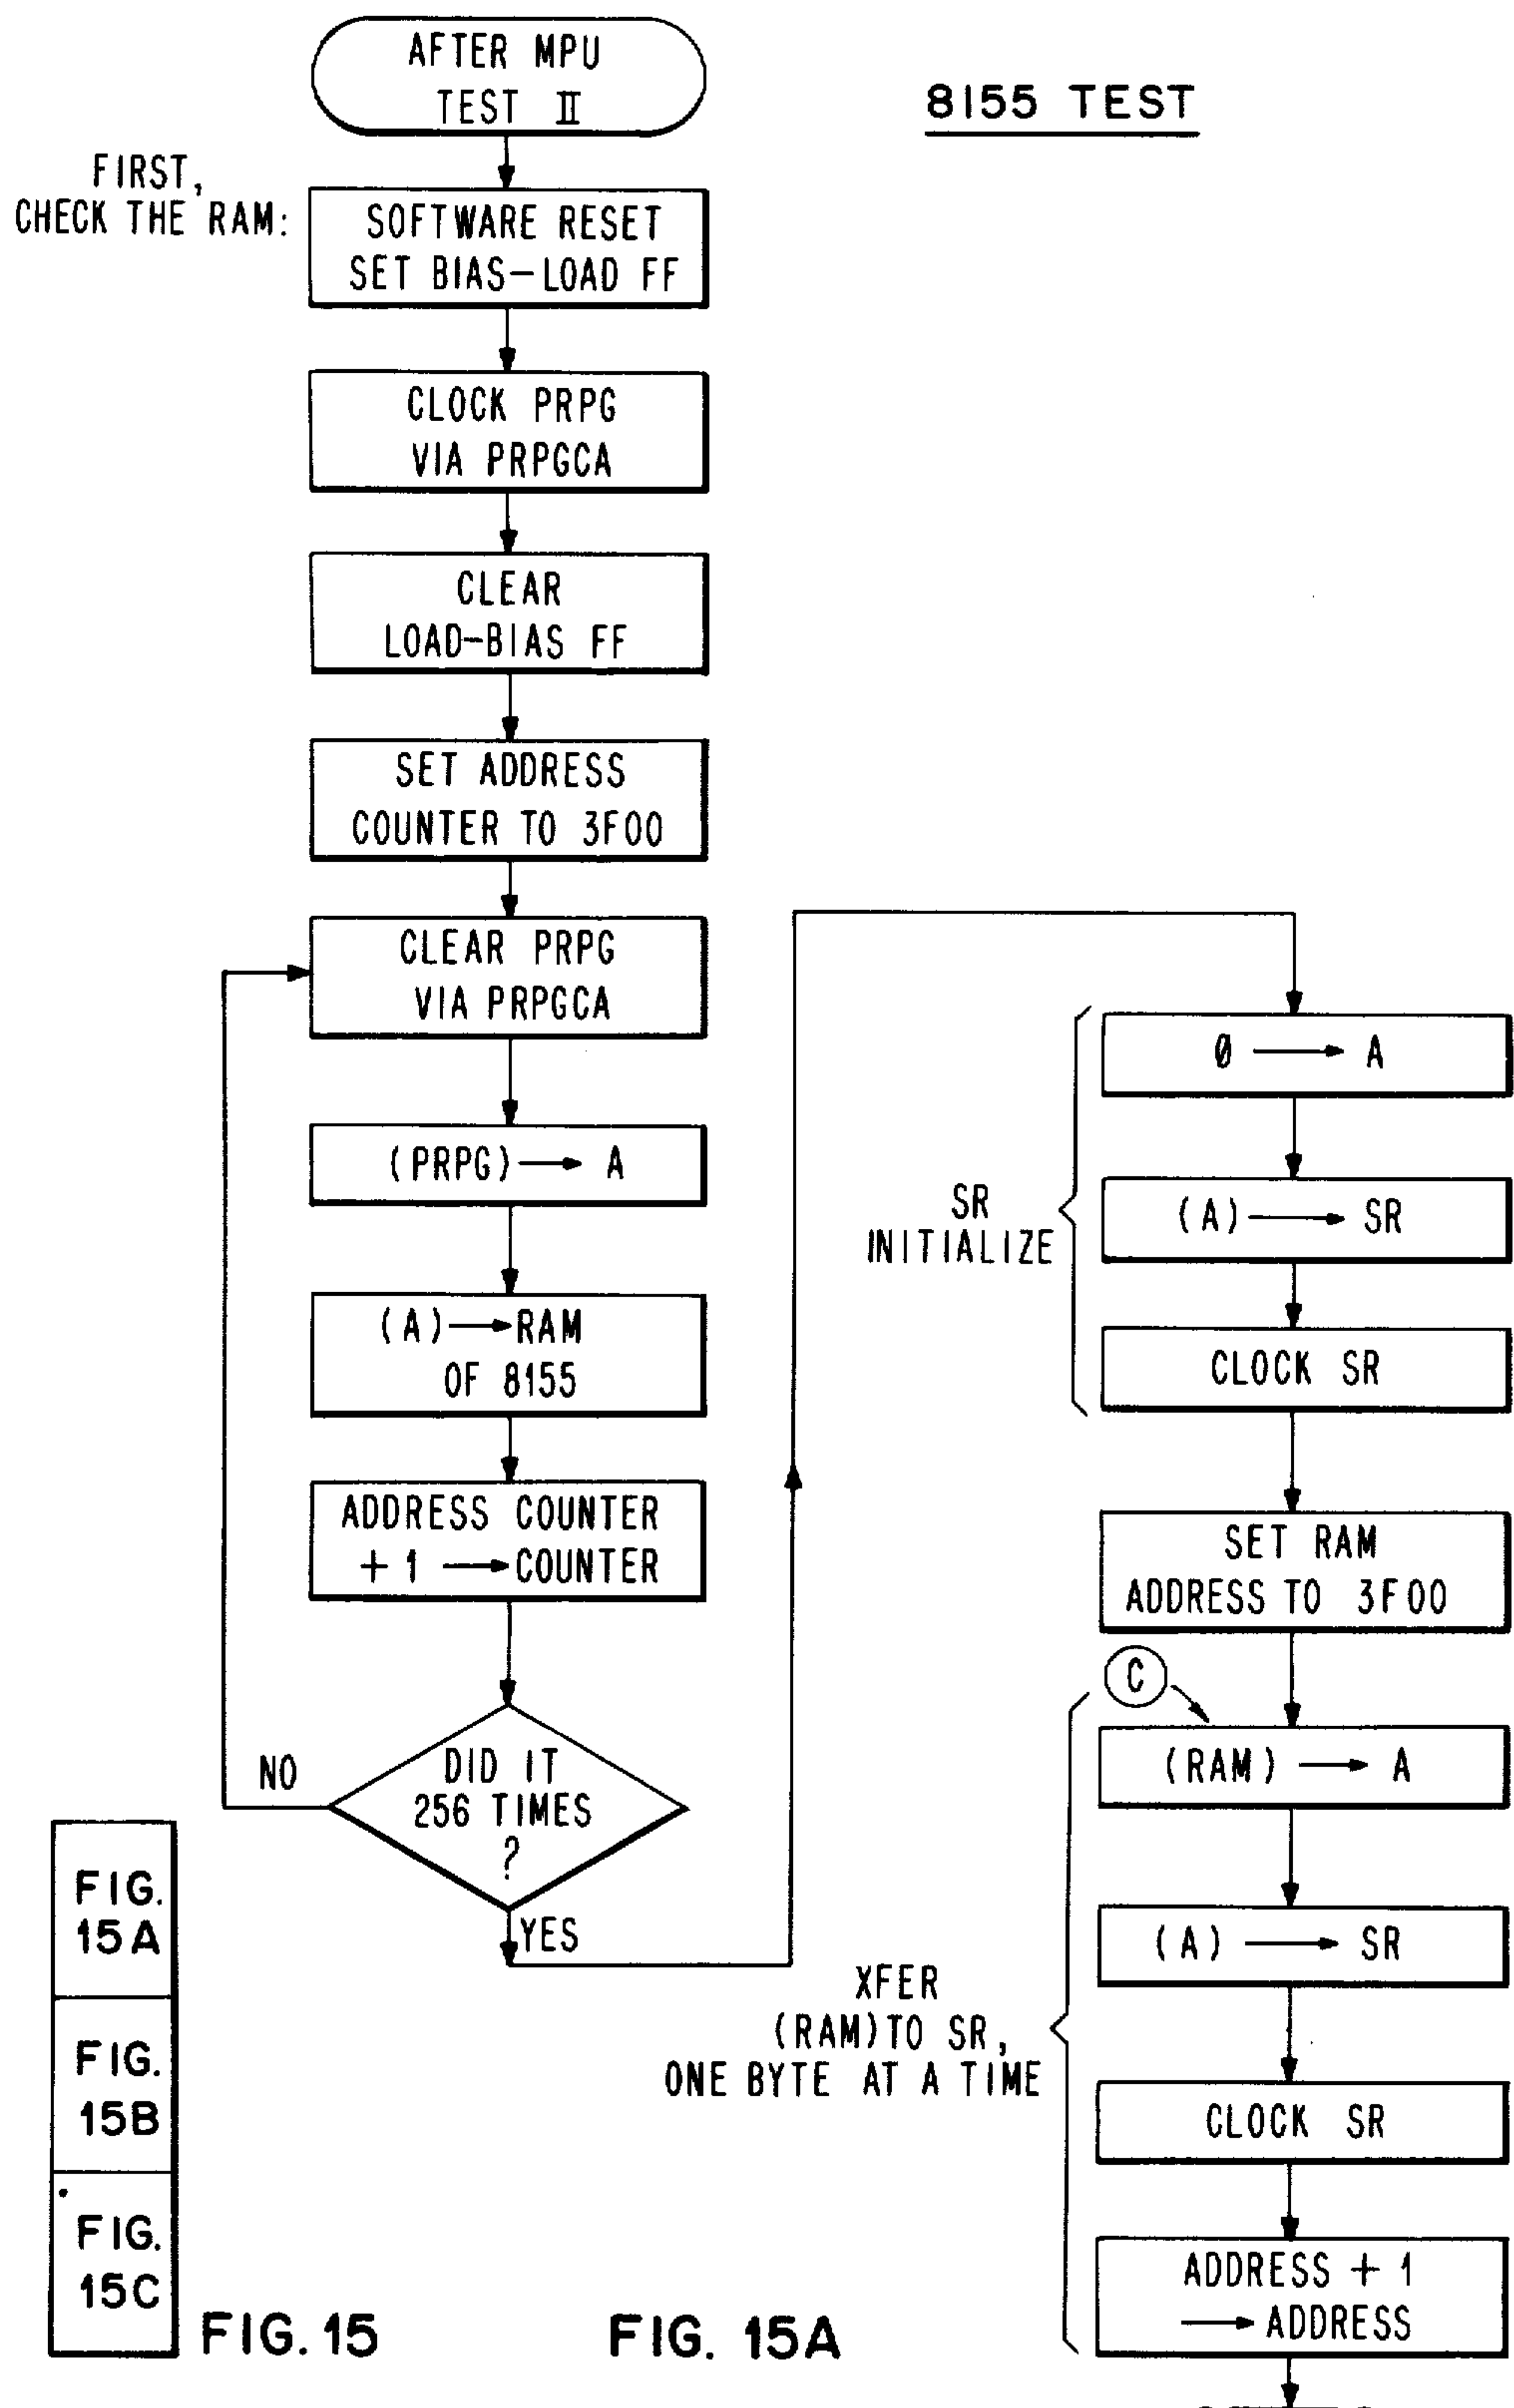 AFTER MPU
TEST II
8155 TEST
FIRST,
CHECK THE RAM:
SOFTWARE RESET
SET BIAS-LOAD FF
CLOCK PRPG
VIA PRPGCA
CLEAR
LOAD-BIAS FF
SET ADDRESS
COUNTER TO 3F00
CLEAR PRPG
VIA PRPGCA
(PRPG) → A
(A) → RAM
OF 8155
ADDRESS COUNTER
+ 1 → COUNTER
DID IT
256 TIMES
?
NO
YES
Ø → A
(A) → SR
CLOCK SR
SR
INITIALIZE
SET RAM
ADDRESS TO 3F00
C
(RAM) → A
(A) → SR
CLOCK SR
ADDRESS + 1
→ ADDRESS
XFER
(RAM) TO SR,
ONE BYTE AT A TIME
FIG.
15A
FIG.
15B
FIG.
15C
FIG. 15
FIG. 15A